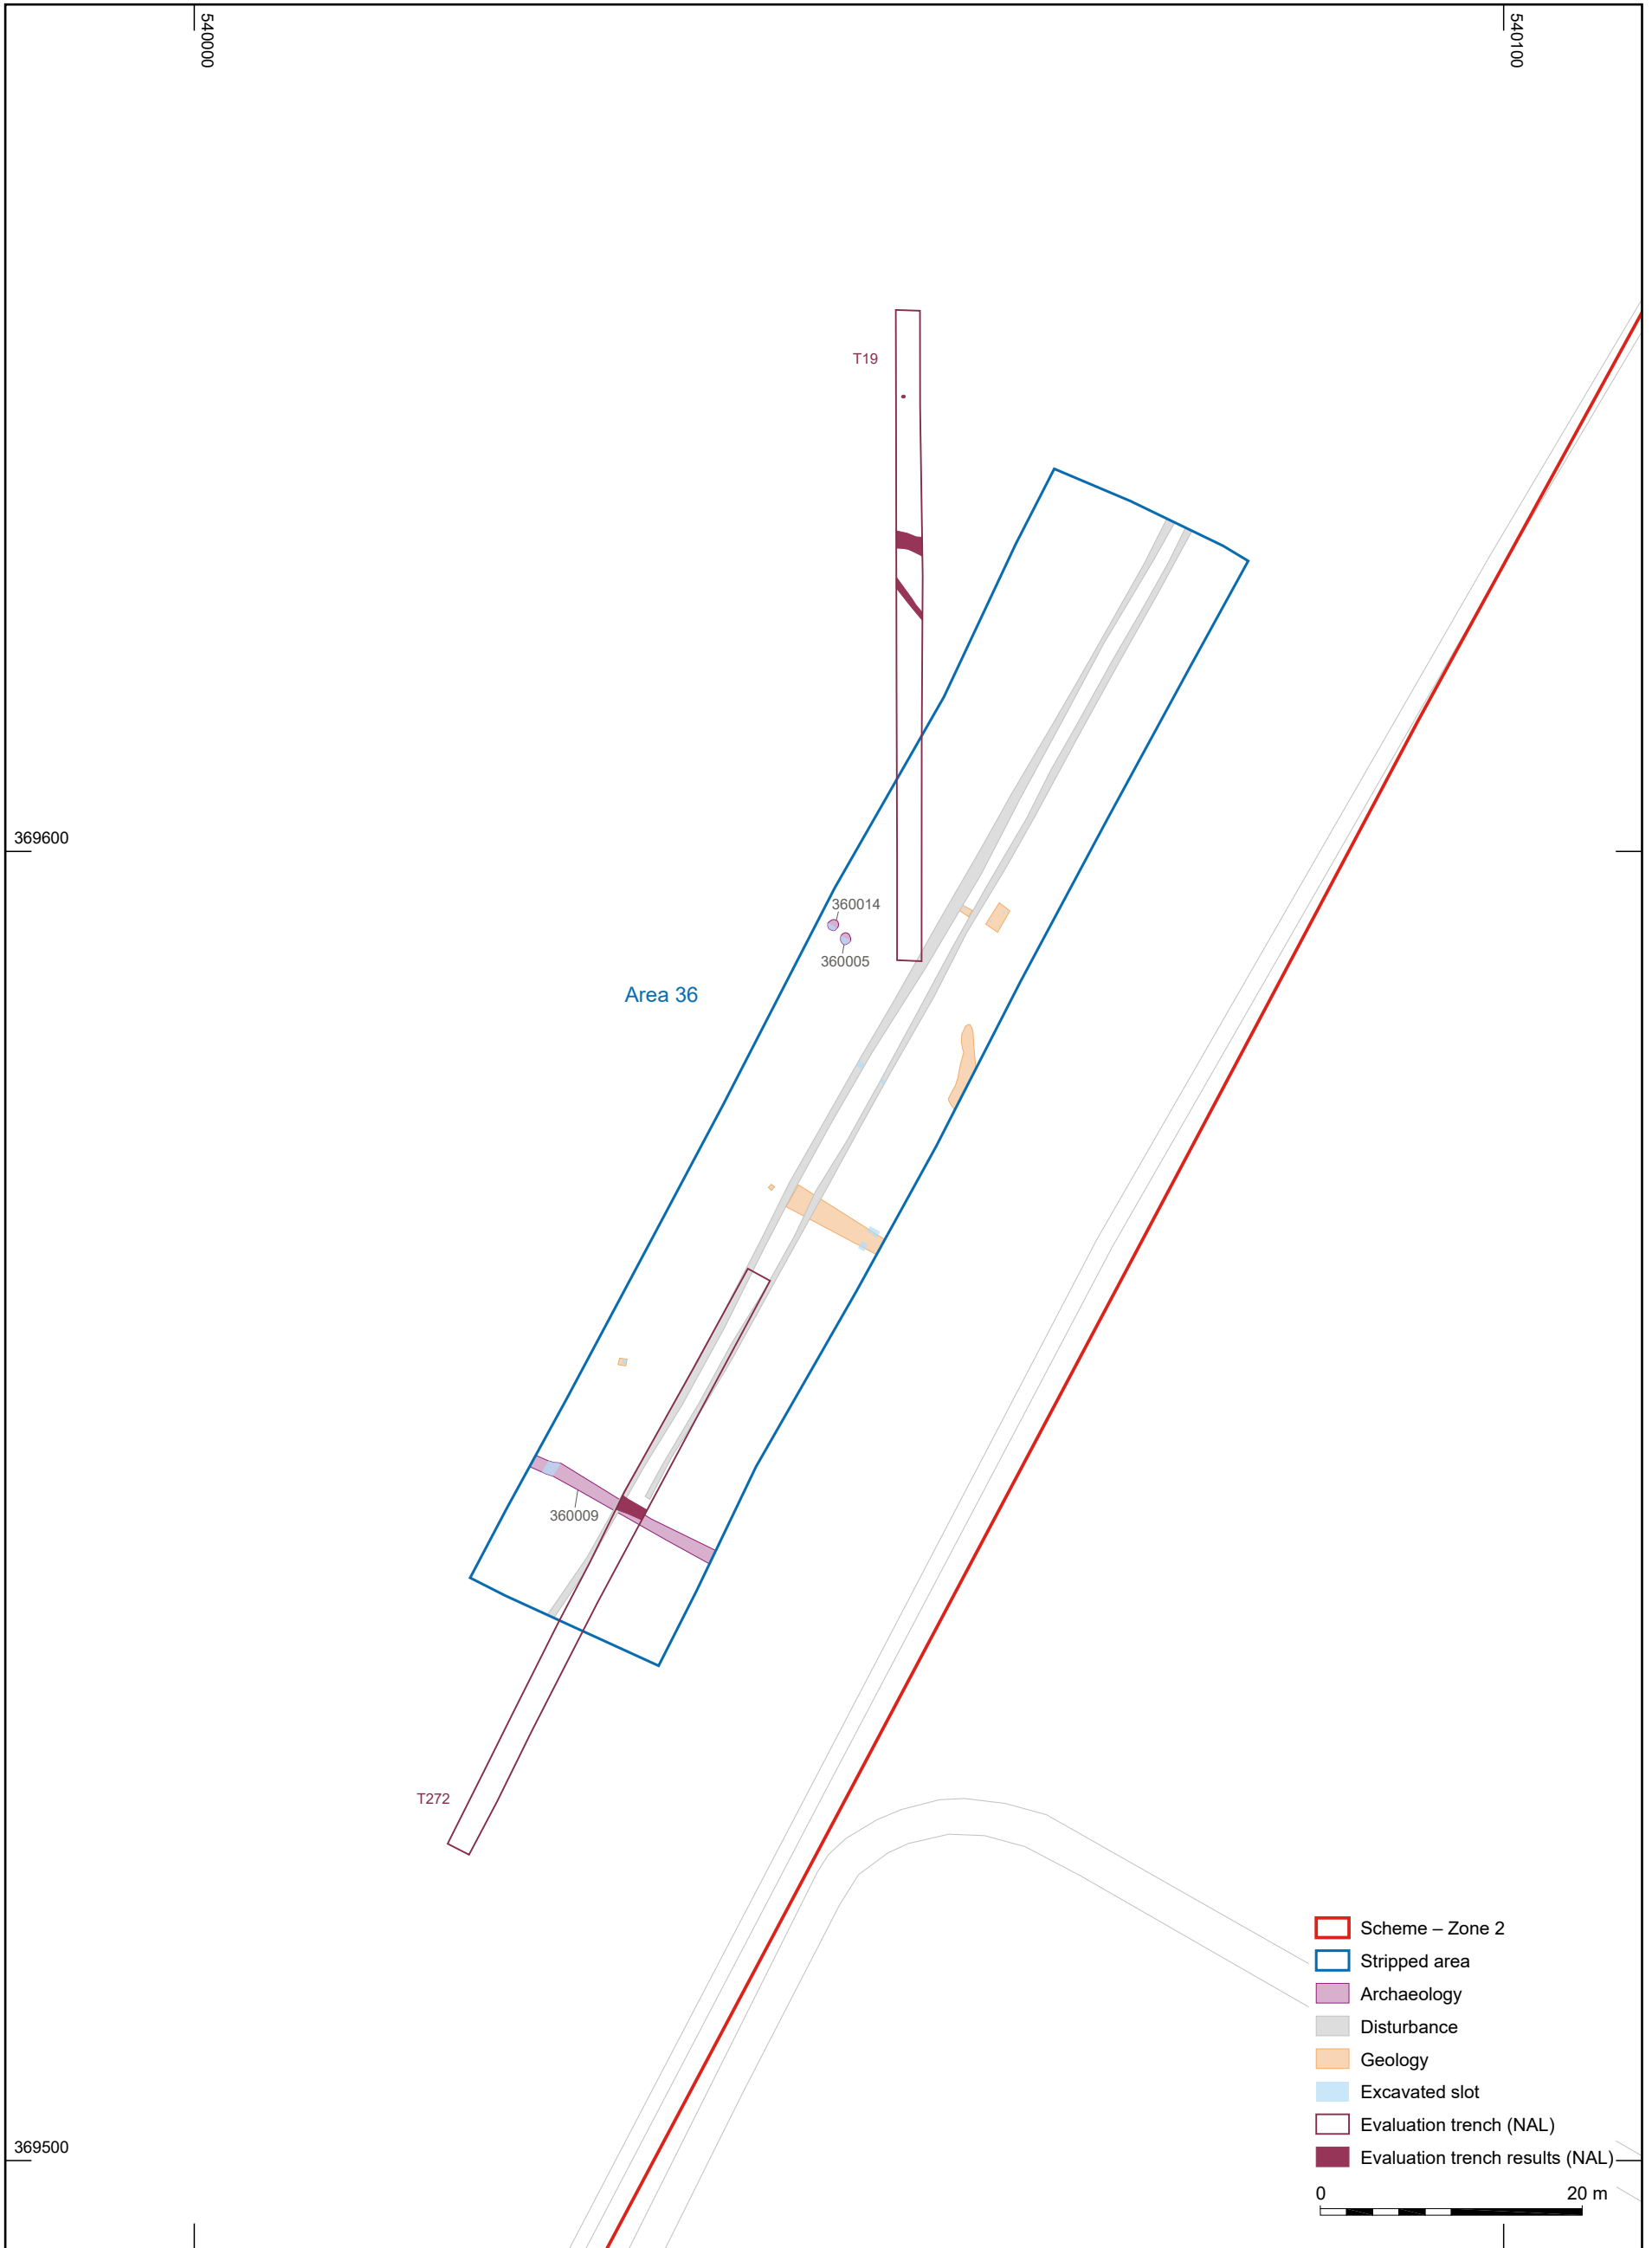 540000
540100
T19
369600
360014
360005
Area 36
360009
T272
Scheme – Zone 2
Stripped area
Archaeology
Disturbance
Geology
Excavated slot
Evaluation trench (NAL)
369500
Evaluation trench results (NAL)
0 20 m